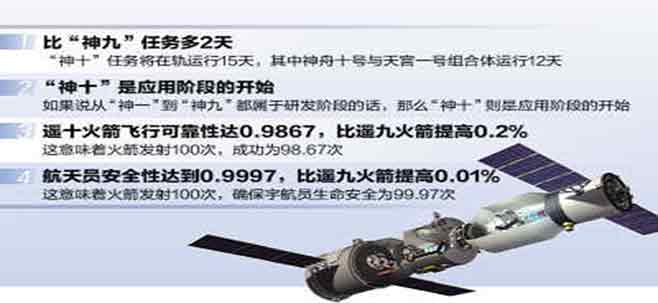 1 比“神九”任务多2天
“神十”任务将在轨运行15天，其中神舟十号与天宫一号组合体运行12天
2 “神十”是应用阶段的开始
如果说从“神一”到“神九”都属于研发阶段的话，那么“神十”则是应用阶段的开始
3 遥十火箭飞行可靠性达0.9867，比遥九火箭提高0.2%
这意味着火箭发射100次，成功为98.67次
4 航天员安全性达到0.9997，比遥九火箭提高0.01%
这意味着火箭发射100次，确保宇航员生命安全为99.97次